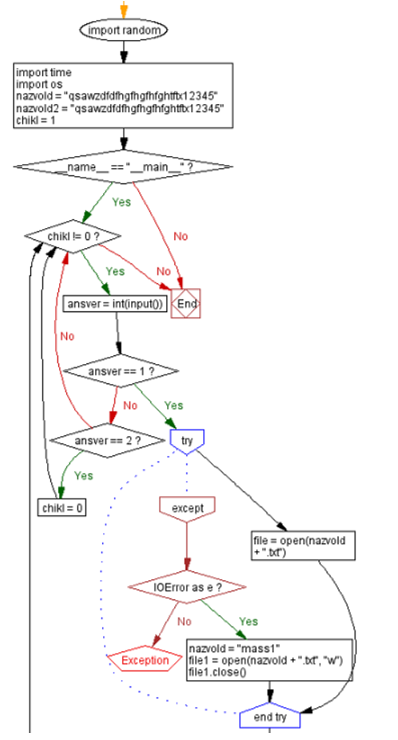 import random
import time
import os
nazvold = "qsawzdfdfhgfhgfhfghtftx12345"
nazvold2 = "qsawzdfdfhgfhgfhfghtftx12345"
chikl = 1
__name__ == "__main__" ?
Yes
No
chikl != 0 ?
Yes
No
ansver = int(input())
End
No
ansver == 1 ?
No
Yes
ansver == 2 ?
try
Yes
chikl = 0
except
file = open(nazvold
+ ".txt")
IOError as e ?
No
Yes
Exception
nazvold = "mass1"
file1 = open(nazvold + ".txt", "w")
file1.close()
end try